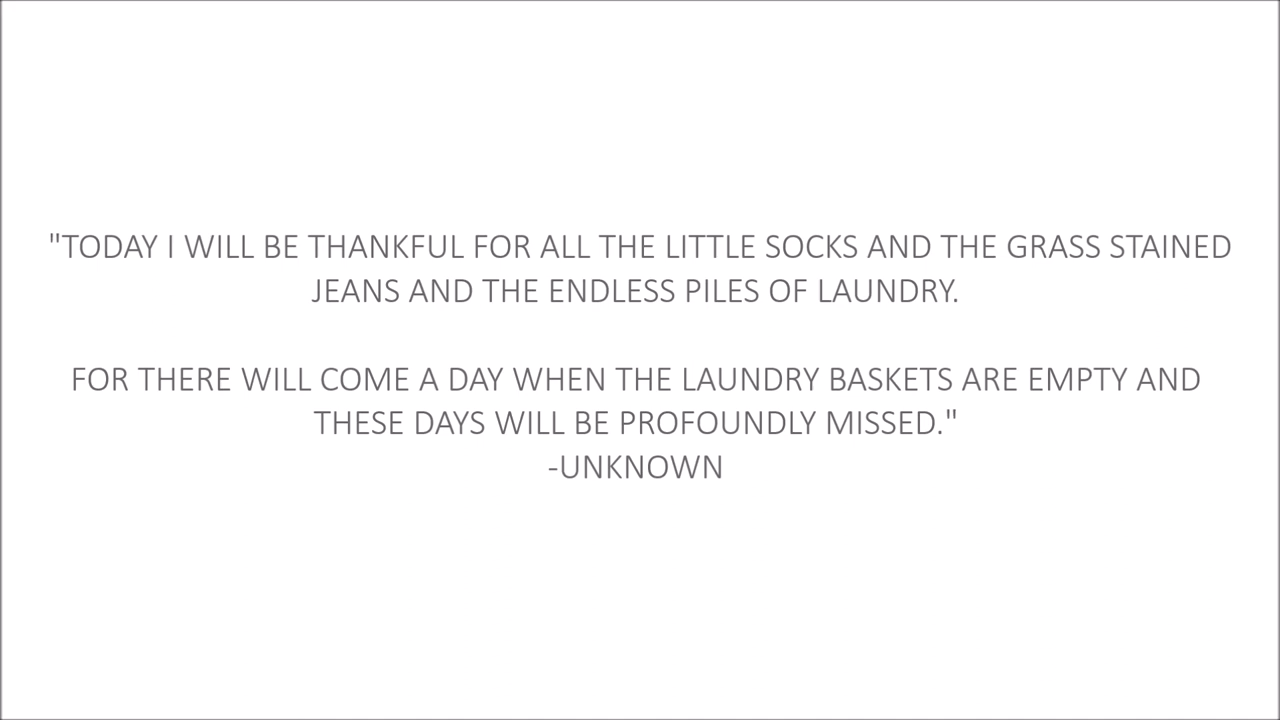 "TODAY I WILL BE THANKFUL FOR ALL THE LITTLE SOCKS AND THE GRASS STAINED
JEANS AND THE ENDLESS PILES OF LAUNDRY.
FOR THERE WILL COME A DAY WHEN THE LAUNDRY BASKETS ARE EMPTY AND
THESE DAYS WILL BE PROFOUNDLY MISSED."
-UNKNOWN